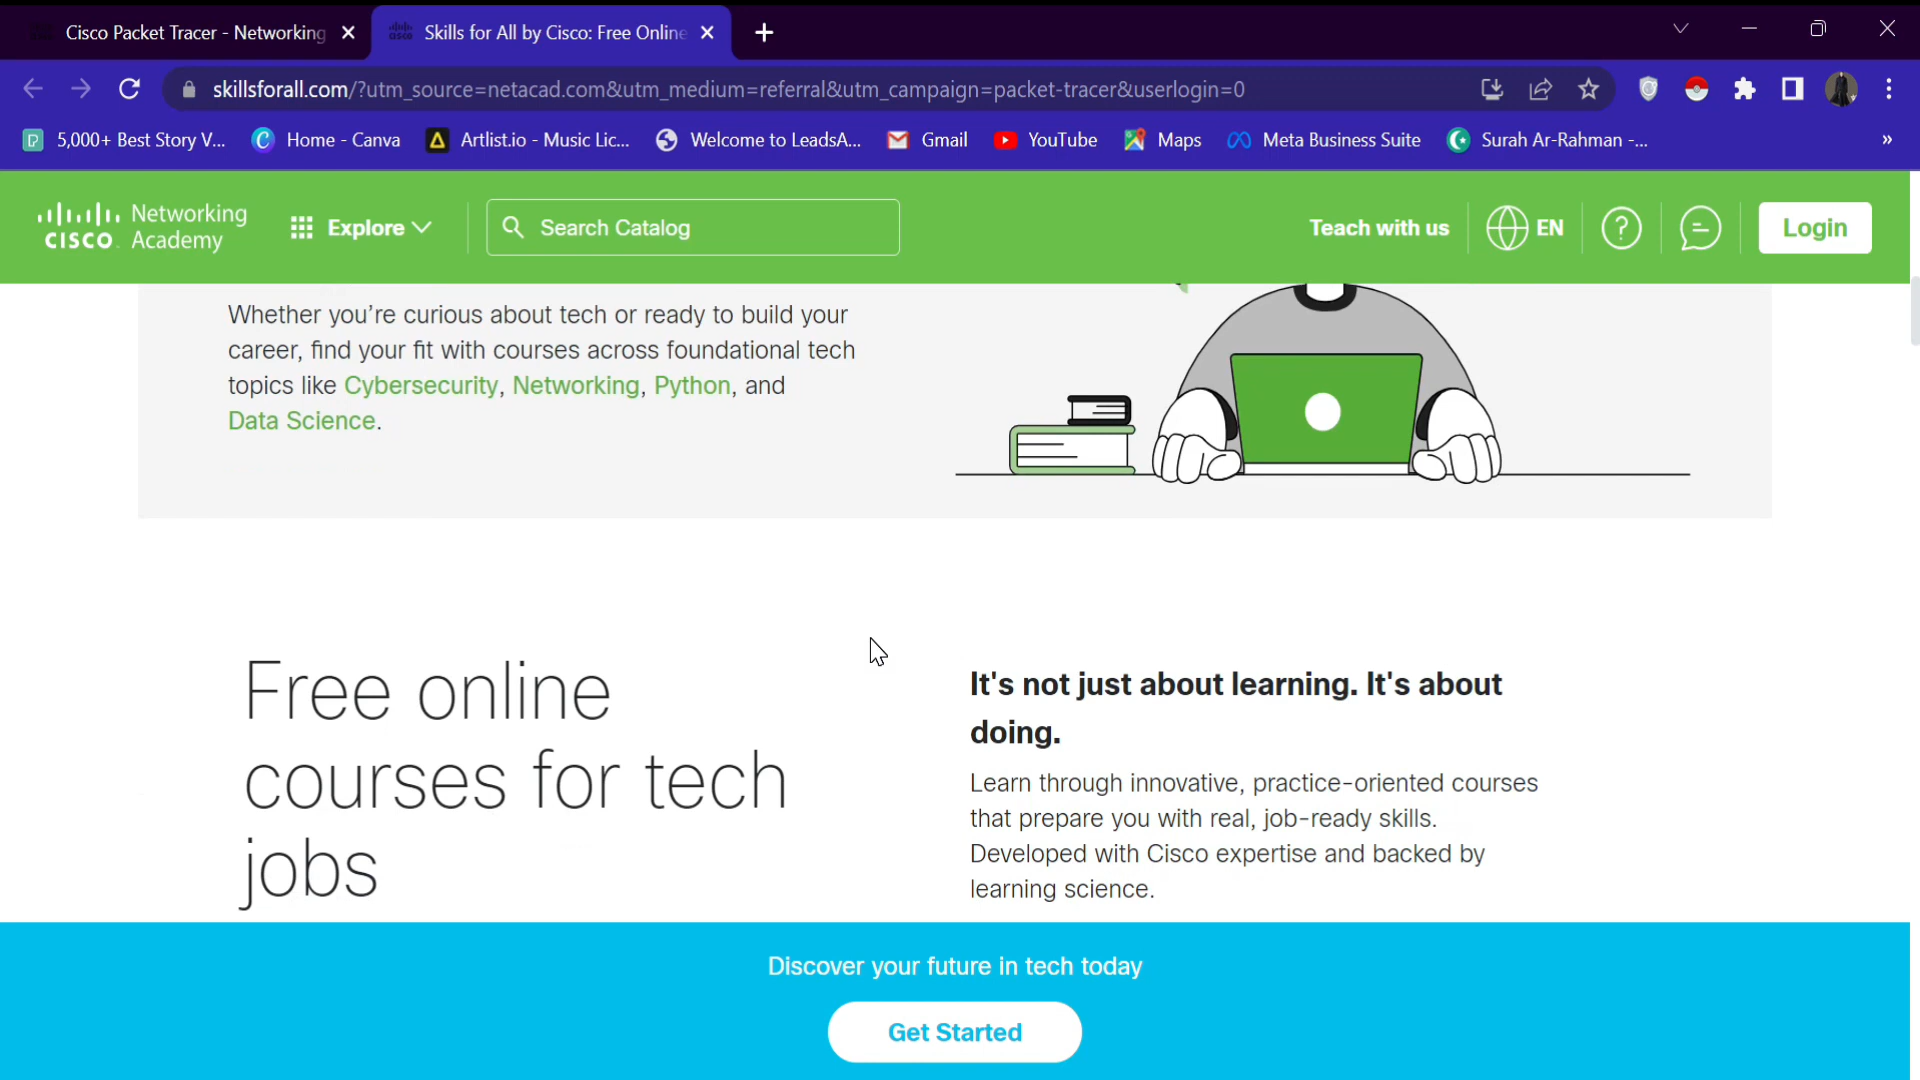 Cisco Packet Tracer - Networking
Skills for All by Cisco: Free Online
skillsforall.com/?utm_source=netacad.com&utm_medium=referral&utm_campaign=packet-tracer&userlogin=0
5,000+ Best Story V...
Home - Canva
Artlist.io - Music Lic...
Welcome to LeadsA...
Gmail
YouTube
Maps
Meta Business Suite
Surah Ar-Rahman -...
»
CISCO Networking Academy
Explore
Search Catalog
Teach with us
EN
Login
Whether you're curious about tech or ready to build your
career, find your fit with courses across foundational tech
topics like Cybersecurity, Networking, Python, and
Data Science.
Free online
courses for tech
jobs
It's not just about learning. It's about
doing.
Learn through innovative, practice-oriented courses
that prepare you with real, job-ready skills.
Developed with Cisco expertise and backed by
learning science.
Discover your future in tech today
Get Started